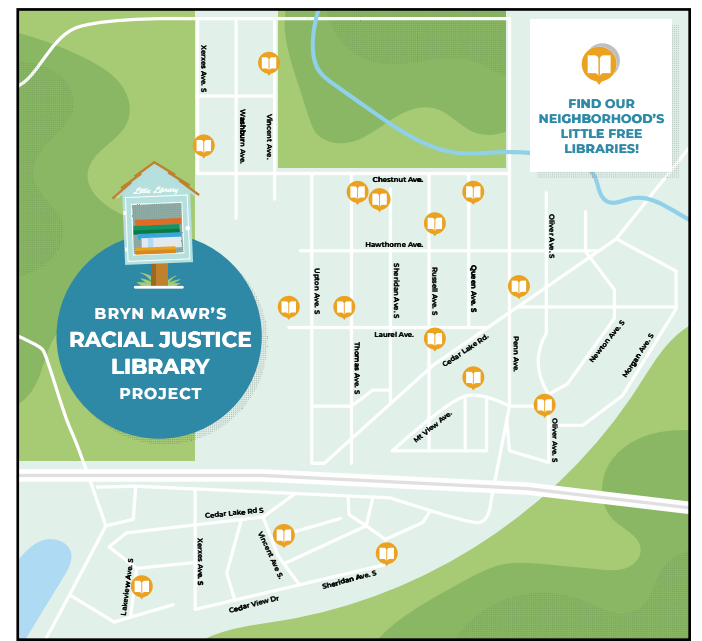 FIND OUR
NEIGHBORHOOD'S
LITTLE FREE
LIBRARIES!
Xerxes Ave. S
Washburn Ave.
Vincent Ave.
Little Library
BRYN MAWR'S
RACIAL JUSTICE
LIBRARY
PROJECT
Chestnut Ave.
Hawthorne Ave.
Oliver Ave. S
Upton Ave. S
Sheridan Ave. S
Russell Ave. S
Queen Ave. S
Laurel Ave.
Thomas Ave. S
Cedar Lake Rd.
Penn Ave.
Newton Ave. S
Morgan Ave. S
Mt View Ave.
Oliver Ave. S
Cedar Lake Rd S
Xerxes Ave. S
Vincent Ave S.
Lakeview Ave. S
Sheridan Ave. S
Cedar View Dr